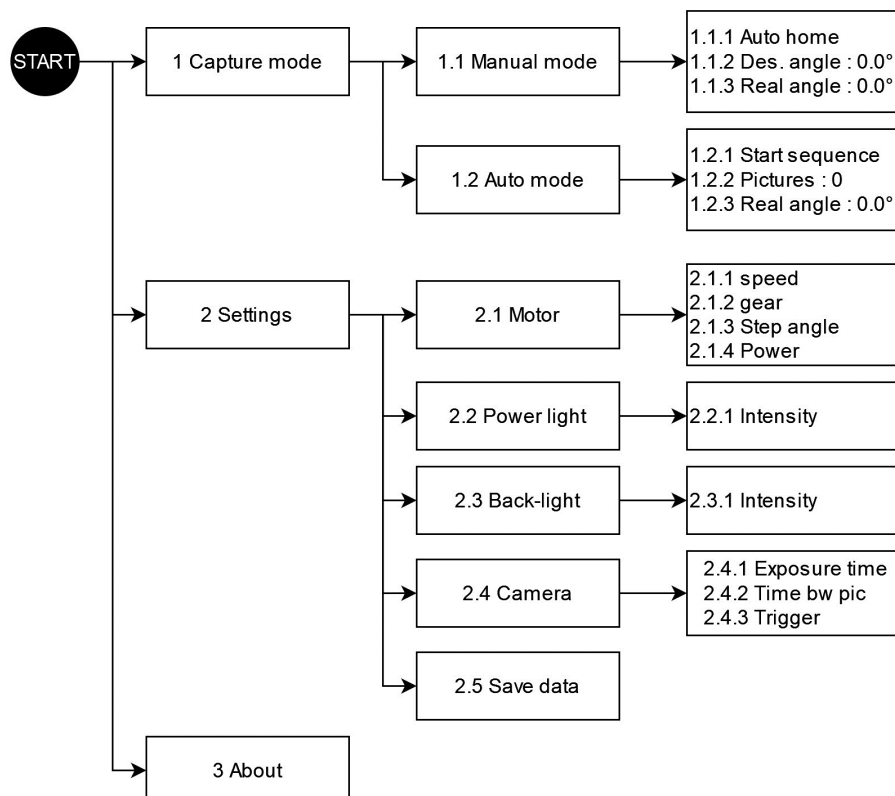 START
1 Capture mode
1.1 Manual mode
1.1.1 Auto home
1.1.2 Des. angle : 0.0°
1.1.3 Real angle : 0.0°
1.2 Auto mode
1.2.1 Start sequence
1.2.2 Pictures : 0
1.2.3 Real angle : 0.0°
2 Settings
2.1 Motor
2.1.1 speed
2.1.2 gear
2.1.3 Step angle
2.1.4 Power
2.2 Power light
2.2.1 Intensity
2.3 Back-light
2.3.1 Intensity
2.4 Camera
2.4.1 Exposure time
2.4.2 Time bw pic
2.4.3 Trigger
2.5 Save data
3 About